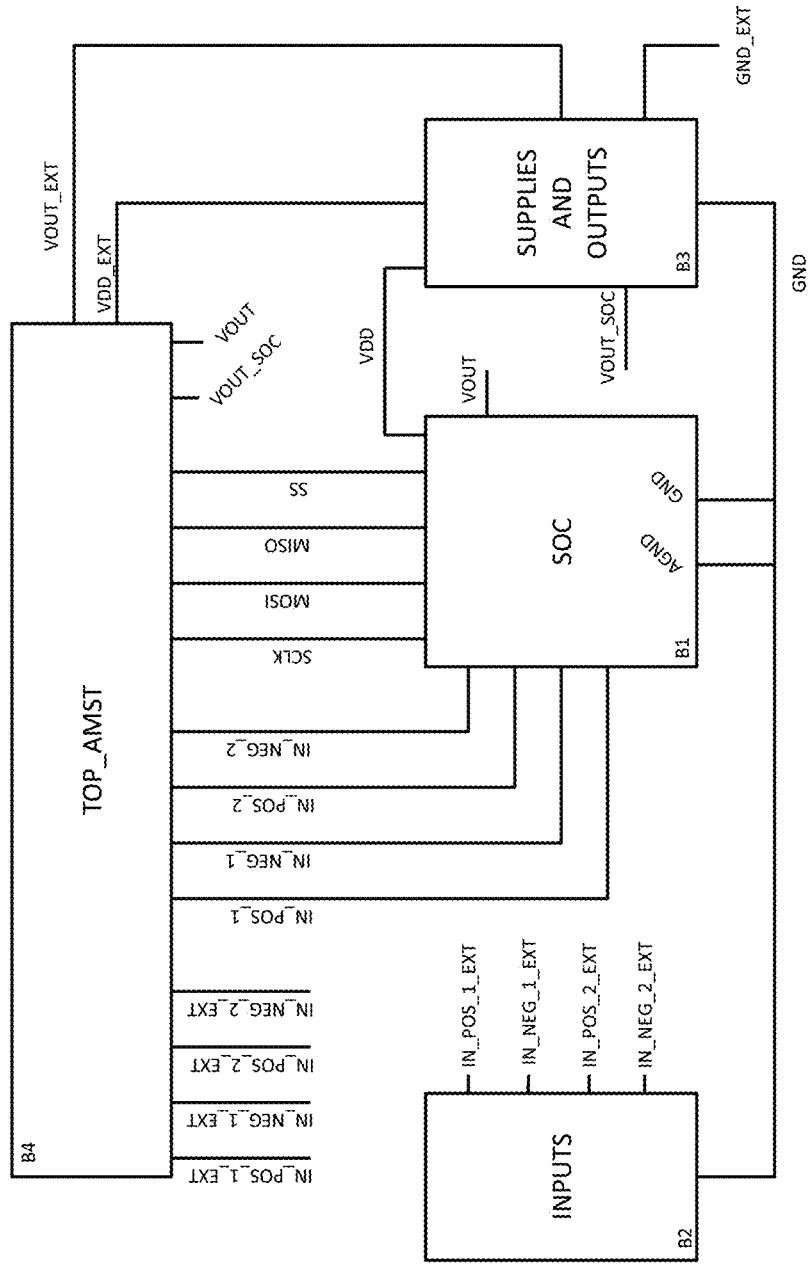 B4
TOP_AMST
VOUT_EXT
VDD_EXT
VOUT
VOUT_SOC
SS
MISO
MOSI
SCLK
IN_NEG_2
IN_POS_2
IN_NEG_1
IN_POS_1
IN_NEG_2_EXT
IN_POS_2_EXT
IN_NEG_1_EXT
IN_POS_1_EXT
B2
INPUTS
IN_POS_1_EXT
IN_NEG_1_EXT
IN_POS_2_EXT
IN_NEG_2_EXT
B1
SOC
AGND
GND
VDD
VOUT
B3
SUPPLIES
AND
OUTPUTS
VOUT_SOC
GND_EXT
GND